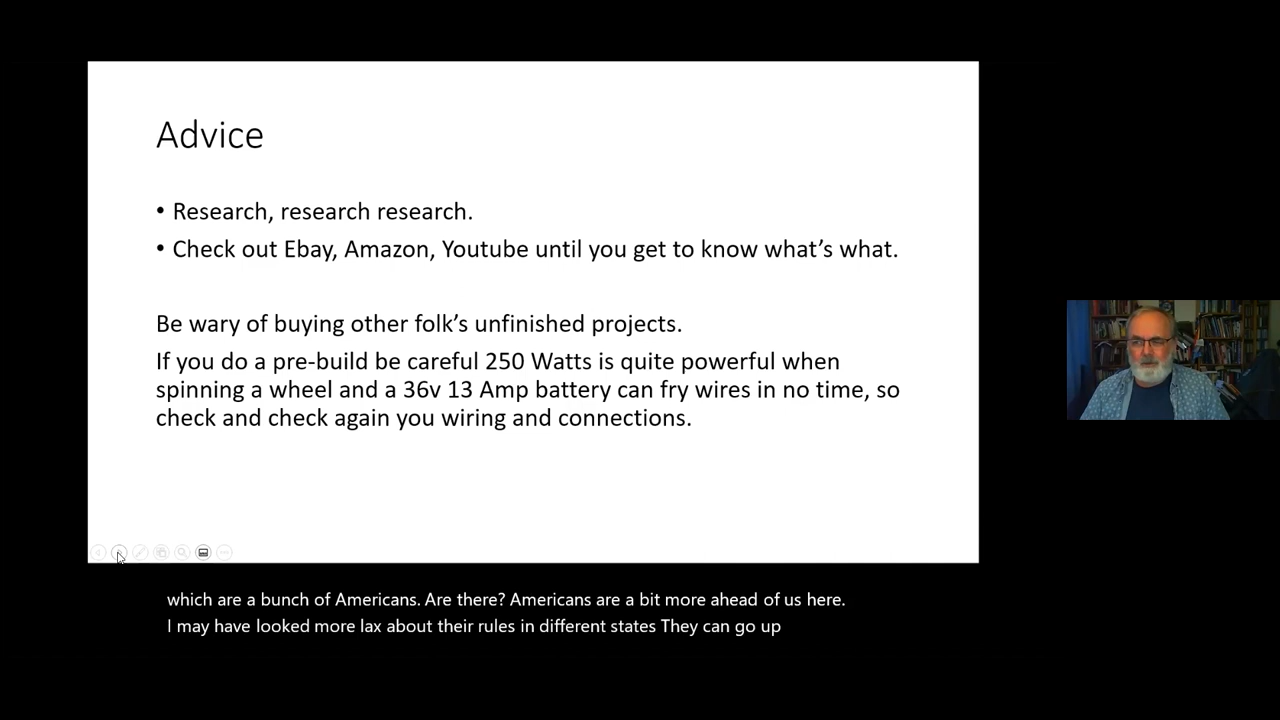 Advice
• Research, research research.
• Check out Ebay, Amazon, Youtube until you get to know what's what.
Be wary of buying other folk's unfinished projects.
If you do a pre-build be careful 250 Watts is quite powerful when
spinning a wheel and a 36v 13 Amp battery can fry wires in no time, so
check and check again you wiring and connections.
which are a bunch of Americans. Are there? Americans are a bit more ahead of us here.
I may have looked more lax about their rules in different states They can go up